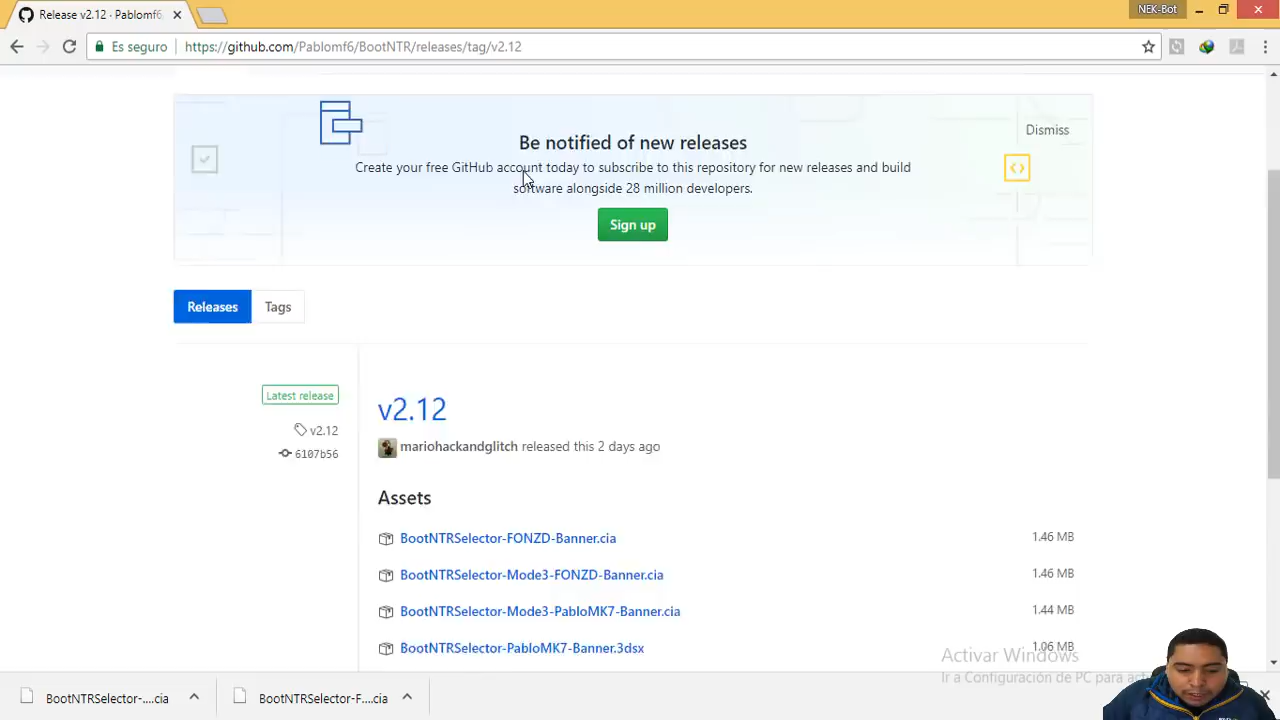 Release v2.12 · Pablomf6
NEK-Bot
Es seguro
https://github.com/Pablomf6/BootNTR/releases/tag/v2.12
Be notified of new releases
Dismiss
Create your free GitHub account today to subscribe to this repository for new releases and build
software alongside 28 million developers.
Sign up
Releases
Tags
Latest release
v2.12
6107b56
v2.12
mariohackandglitch released this 2 days ago
Assets
BootNTRSelector-FONZD-Banner.cia
1.46 MB
BootNTRSelector-Mode3-FONZD-Banner.cia
1.46 MB
BootNTRSelector-Mode3-PabloMK7-Banner.cia
1.44 MB
BootNTRSelector-PabloMK7-Banner.3dsx
1.06 MB
Activar Windows
Ir a Configuración de PC para
BootNTRSelector-....cia
BootNTRSelector-F....cia